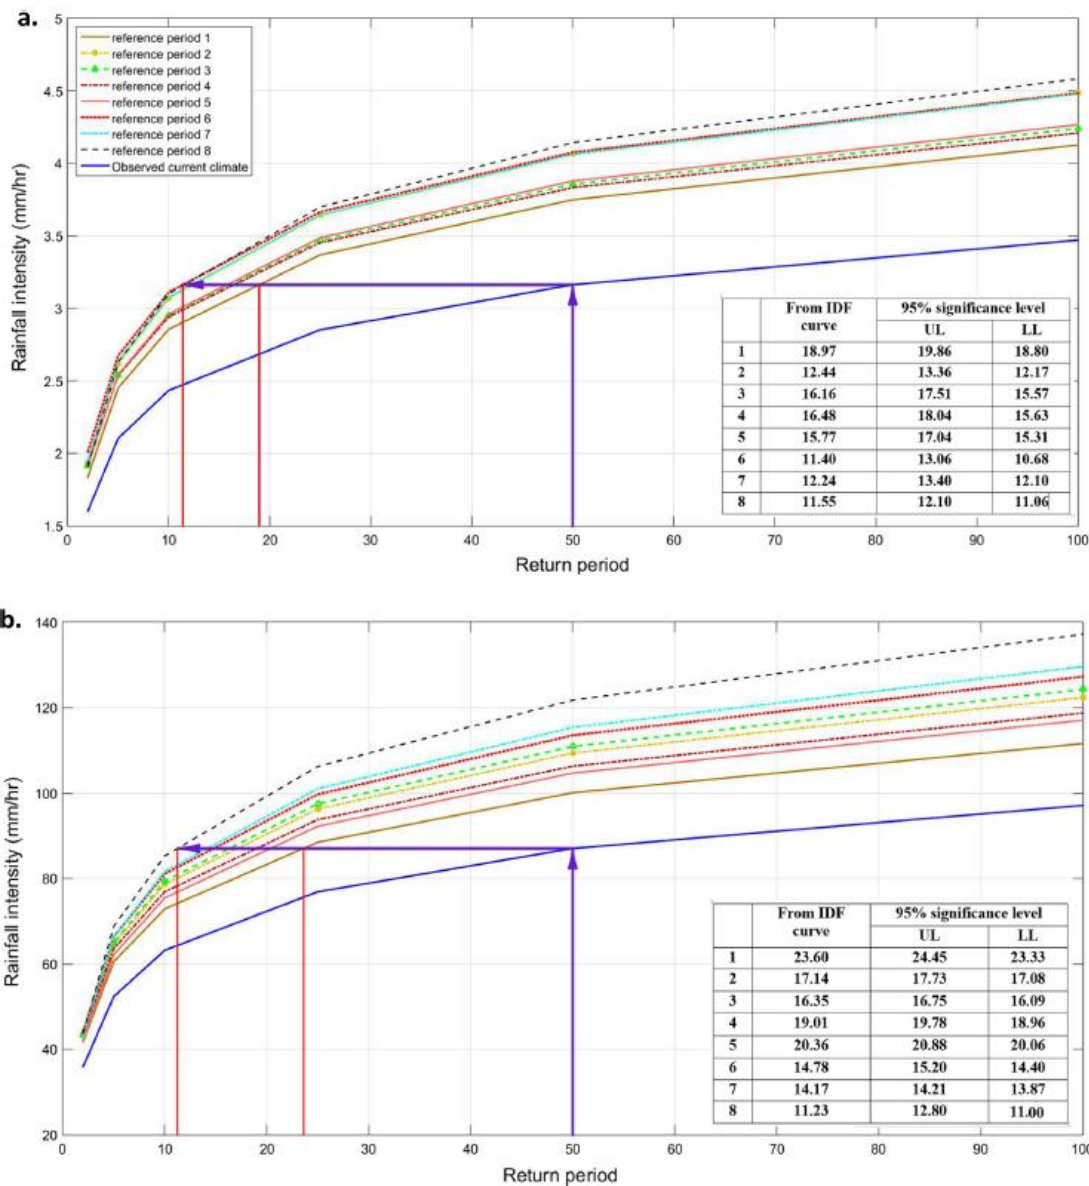 a.
5
4.5
4
3.5
3
2.5
2
1.5
Rainfall intensity (mm/hr)
reference period 1
reference period 2
reference period 3
reference period 4
reference period 5
reference period 6
reference period 7
reference period 8
Observed current climate
From IDF curve 95% significance level
UL LL
1 18.97 19.86 18.80
2 12.44 13.36 12.17
3 16.16 17.51 15.57
4 16.48 18.04 15.63
5 15.77 17.04 15.31
6 11.40 13.06 10.68
7 12.24 13.40 12.10
8 11.55 12.10 11.06
0 10 20 30 40 50 60 70 80 90 100
Return period
b.
140
120
100
80
60
40
20
Rainfall intensity (mm/hr)
From IDF curve 95% significance level
UL LL
1 23.60 24.45 23.33
2 17.14 17.73 17.08
3 16.35 16.75 16.09
4 19.01 19.78 18.96
5 20.36 20.88 20.06
6 14.78 15.20 14.40
7 14.17 14.21 13.87
8 11.23 12.80 11.00
0 10 20 30 40 50 60 70 80 90 100
Return period